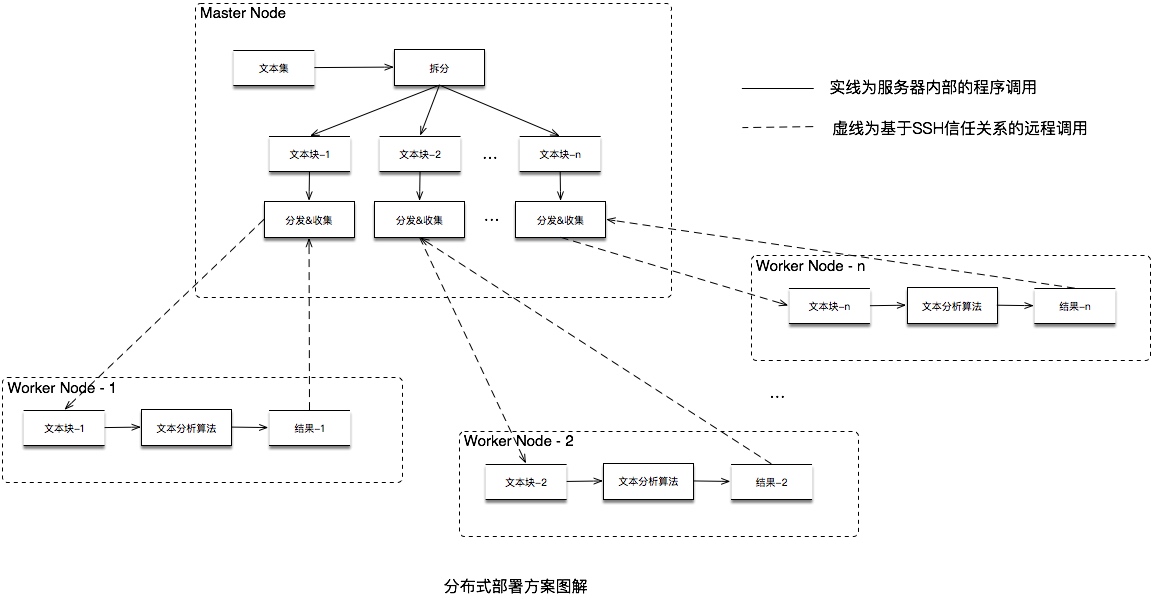 Master Node
文本集
拆分
实线为服务器内部的程序调用
虚线为基于SSH信任关系的远程调用
文本块-1
文本块-2
...
文本块-n
分发&收集
分发&收集
...
分发&收集
Worker Node - n
文本块-n
文本分析算法
结果-n
Worker Node - 1
文本块-1
文本分析算法
结果-1
...
Worker Node - 2
文本块-2
文本分析算法
结果-2
分布式部署方案图解